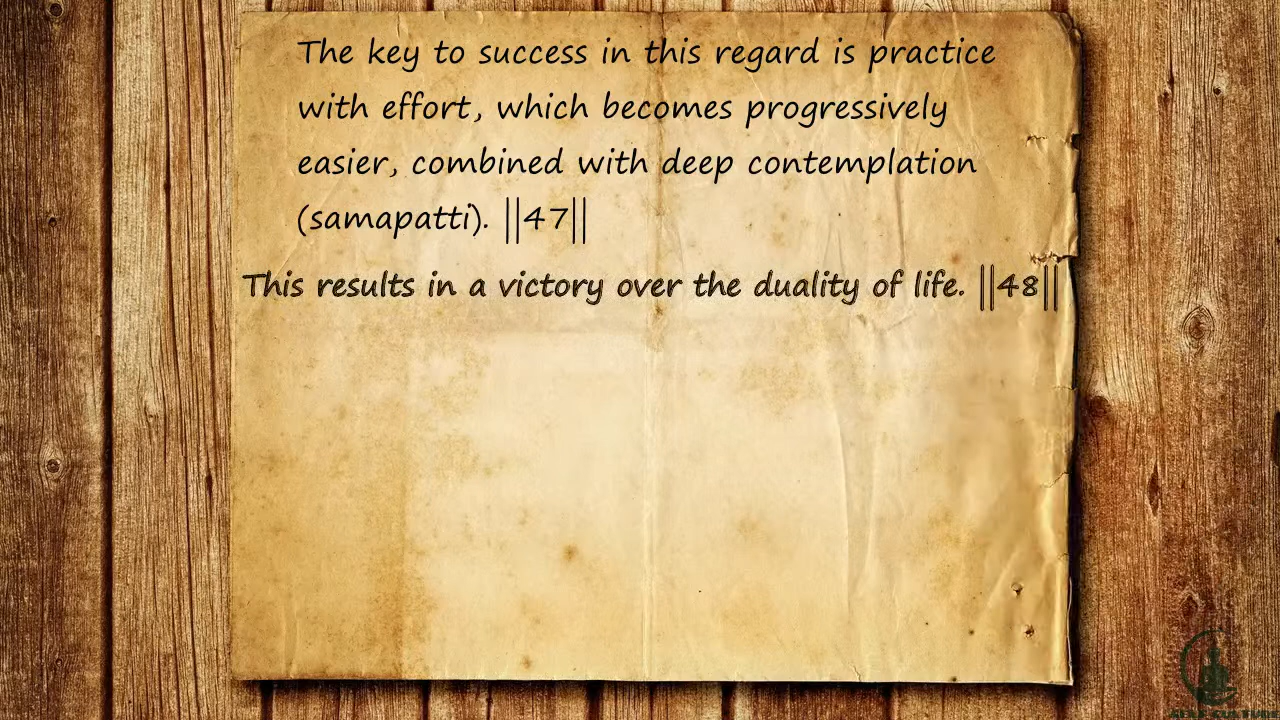 The key to success in this regard is practice
with effort, which becomes progressively
easier, combined with deep contemplation
(samapatti). ||47||
This results in a victory over the duality of life. ||48||